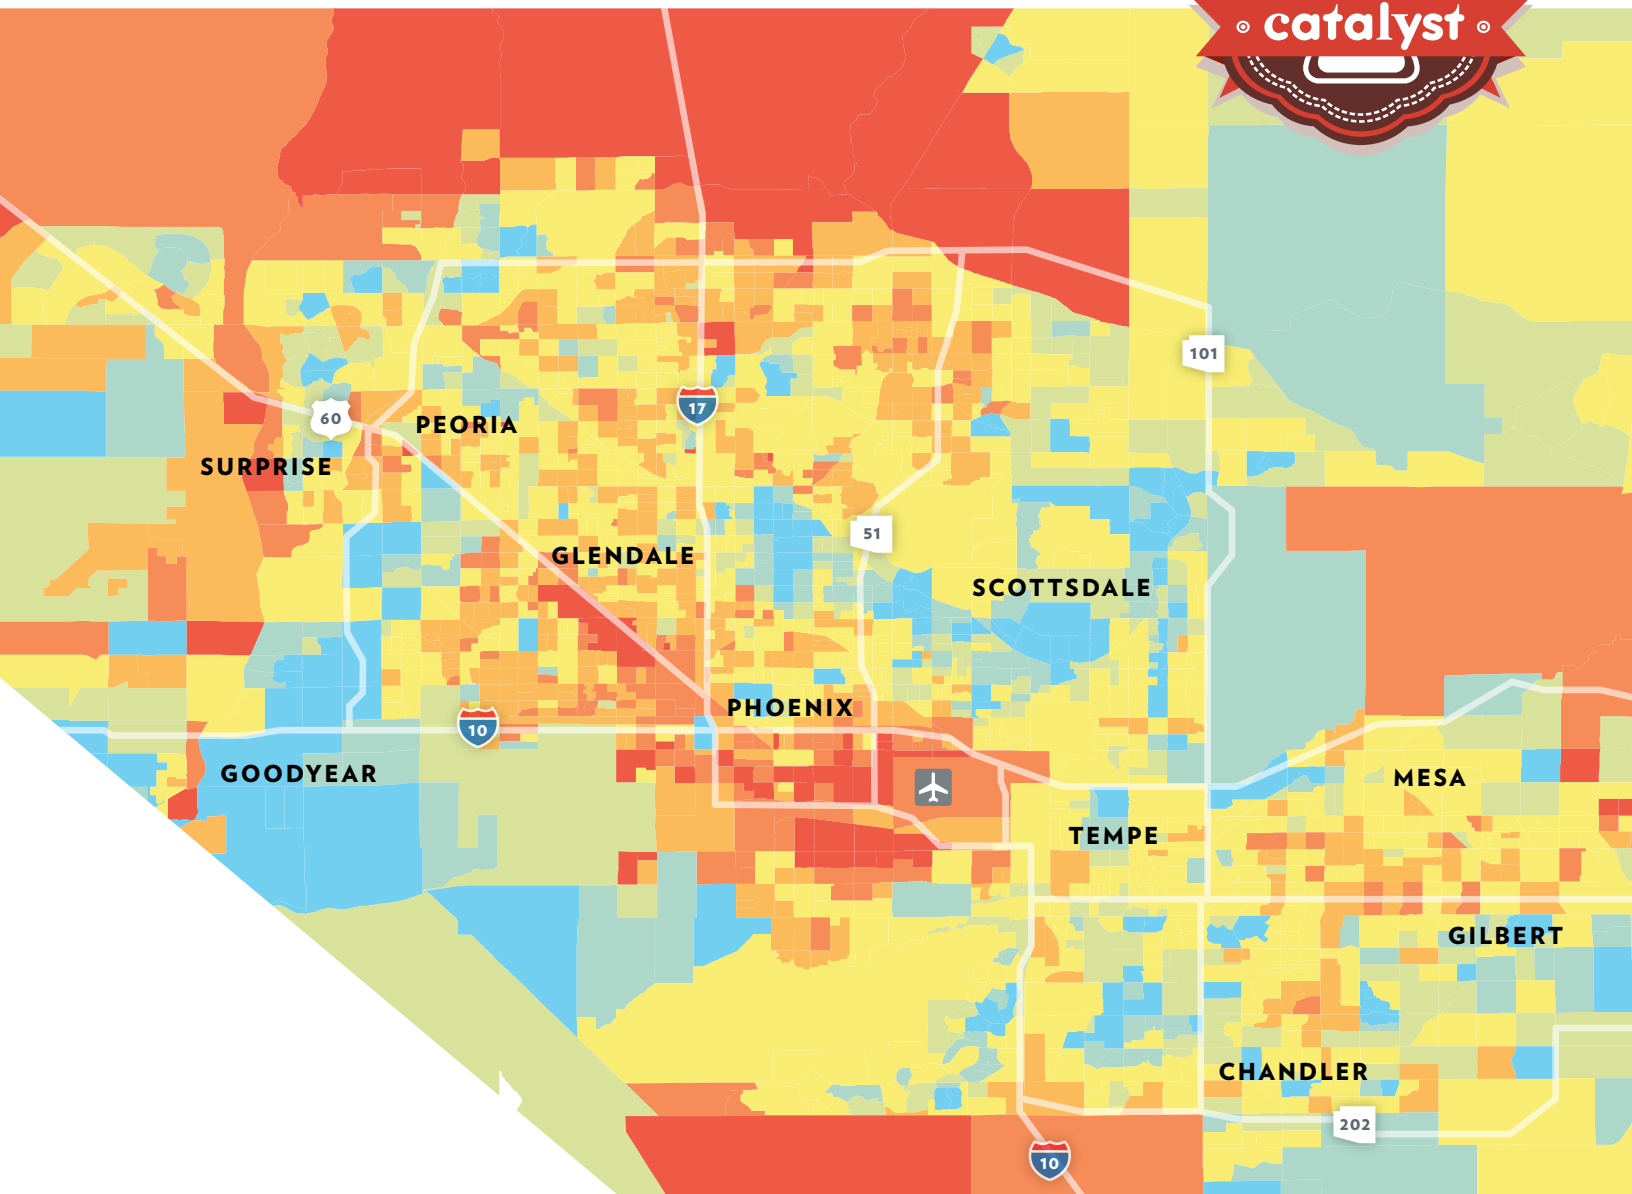 catalyst
101
17
60
PEORIA
SURPRISE
51
GLENDALE
SCOTTSDALE
PHOENIX
10
GOODYEAR
MESA
TEMPE
GILBERT
CHANDLER
202
10